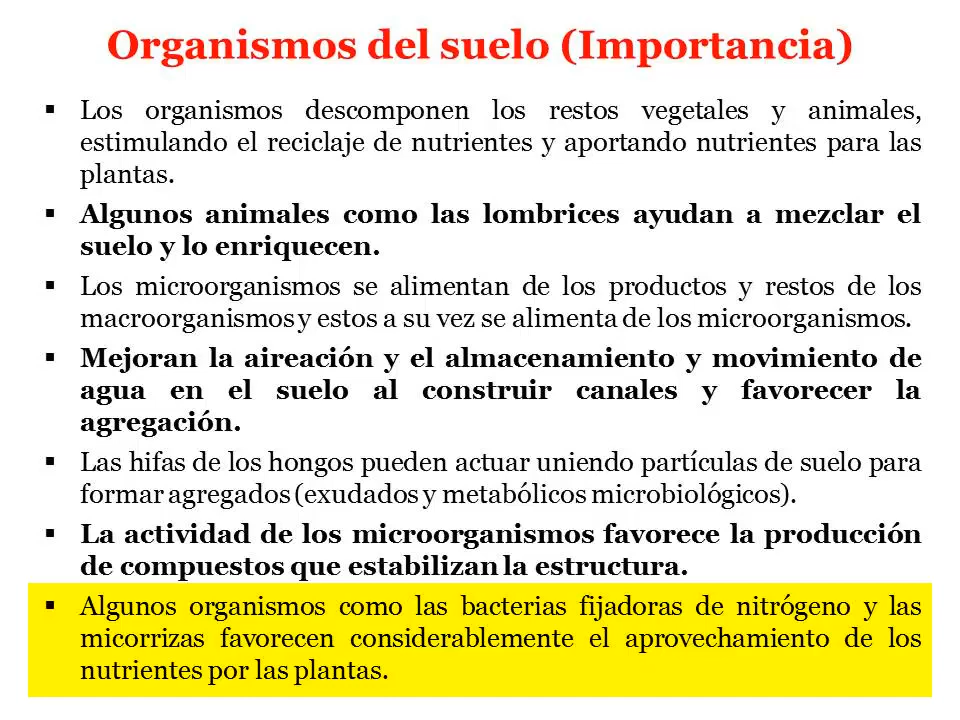 Organismos del suelo (Importancia)
▪ Los organismos descomponen los restos vegetales y animales,
estimulando el reciclaje de nutrientes y aportando nutrientes para las
plantas.
▪ Algunos animales como las lombrices ayudan a mezclar el
suelo y lo enriquecen.
▪ Los microorganismos se alimentan de los productos y restos de los
macroorganismos y estos a su vez se alimenta de los microorganismos.
▪ Mejoran la aireación y el almacenamiento y movimiento de
agua en el suelo al construir canales y favorecer la
agregación.
▪ Las hifas de los hongos pueden actuar uniendo partículas de suelo para
formar agregados (exudados y metabólicos microbiológicos).
▪ La actividad de los microorganismos favorece la producción
de compuestos que estabilizan la estructura.
▪ Algunos organismos como las bacterias fijadoras de nitrógeno y las
micorrizas favorecen considerablemente el aprovechamiento de los
nutrientes por las plantas.